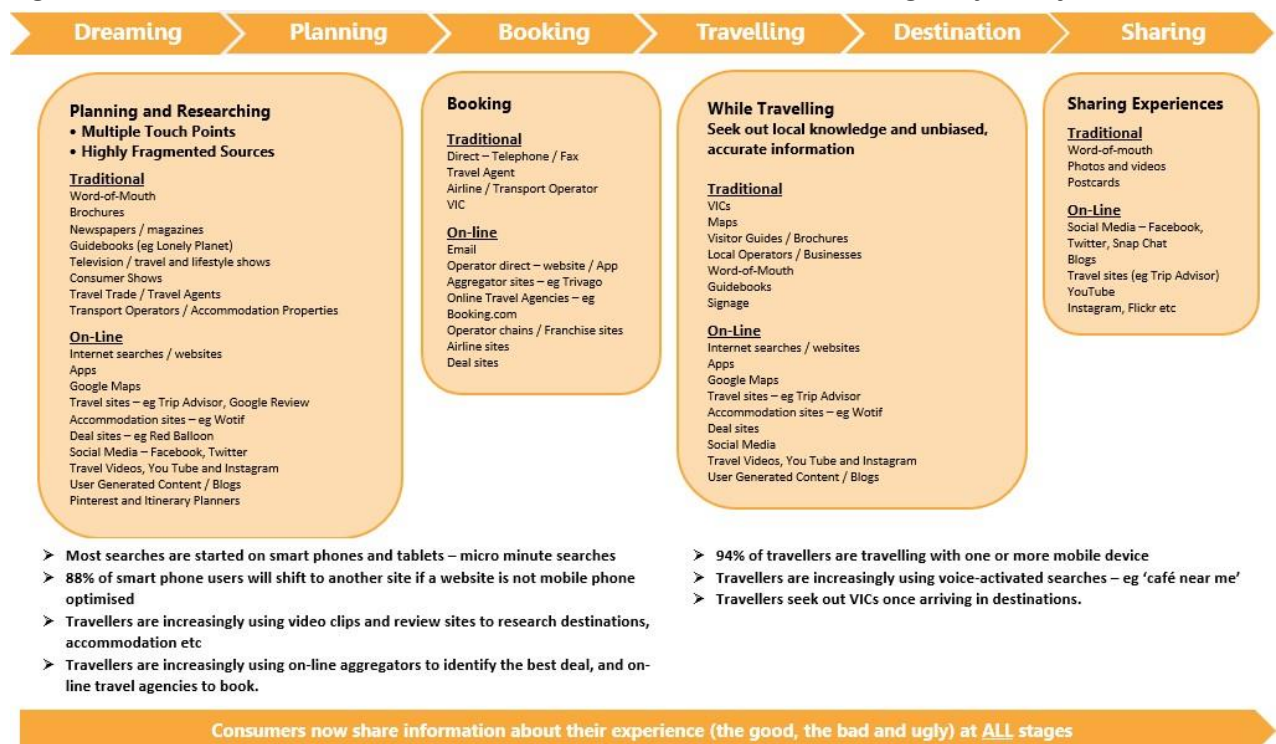 Dreaming
Planning
Booking
Travelling
Destination
Sharing
Planning and Researching
• Multiple Touch Points
• Highly Fragmented Sources
Traditional
Word-of-Mouth
Brochures
Newspapers / magazines
Guidebooks (eg Lonely Planet)
Television / travel and lifestyle shows
Consumer Shows
Travel Trade / Travel Agents
Transport Operators / Accommodation Properties
On-Line
Internet searches / websites
Apps
Google Maps
Travel sites – eg Trip Advisor, Google Review
Accommodation sites – eg Wotif
Deal sites – eg Red Balloon
Social Media – Facebook, Twitter
Travel Videos, You Tube and Instagram
User Generated Content / Blogs
Pinterest and Itinerary Planners
Booking
Traditional
Direct – Telephone / Fax
Travel Agent
Airline / Transport Operator
VIC
On-line
Email
Operator direct – website / App
Aggregator sites – eg Trivago
Online Travel Agencies – eg
Booking.com
Operator chains / Franchise sites
Airline sites
Deal sites
While Travelling
Seek out local knowledge and unbiased,
accurate information
Traditional
VICs
Maps
Visitor Guides / Brochures
Local Operators / Businesses
Word-of-Mouth
Guidebooks
Signage
On-Line
Internet searches / websites
Apps
Google Maps
Travel sites – eg Trip Advisor
Accommodation sites – eg Wotif
Deal sites
Social Media
Travel Videos, You Tube and Instagram
User Generated Content / Blogs
Sharing Experiences
Traditional
Word-of-mouth
Photos and videos
Postcards
On-Line
Social Media – Facebook,
Twitter, Snap Chat
Blogs
Travel sites (eg Trip Advisor)
YouTube
Instagram, Flickr etc
➢ Most searches are started on smart phones and tablets – micro minute searches
➢ 88% of smart phone users will shift to another site if a website is not mobile phone
optimised
➢ Travellers are increasingly using video clips and review sites to research destinations,
accommodation etc
➢ Travellers are increasingly using on-line aggregators to identify the best deal, and on-
line travel agencies to book.
➢ 94% of travellers are travelling with one or more mobile device
➢ Travellers are increasingly using voice-activated searches – eg ‘café near me’
➢ Travellers seek out VICs once arriving in destinations.
Consumers now share information about their experience (the good, the bad and ugly) at ALL stages